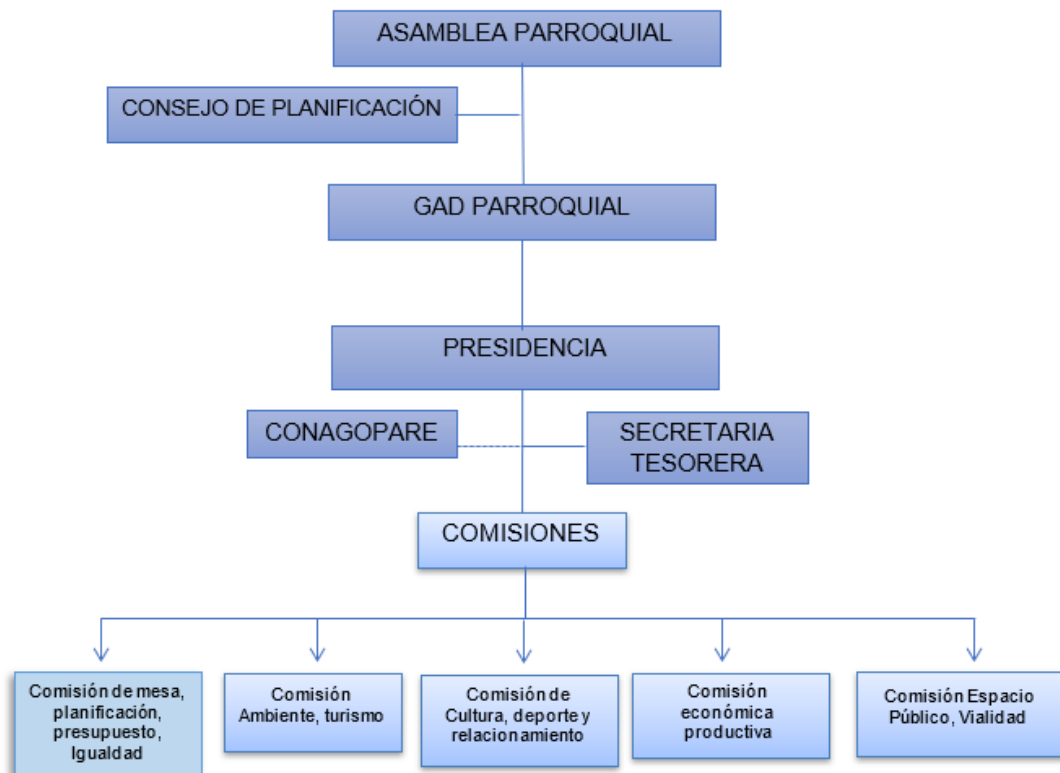 ASAMBLEA PARROQUIAL
CONSEJO DE PLANIFICACIÓN
GAD PARROQUIAL
PRESIDENCIA
CONAGOPARE
SECRETARIA
TESORERA
COMISIONES
Comisión de mesa,
planificación,
presupuesto,
Igualdad
Comisión
Ambiente, turismo
Comisión de
Cultura, deporte y
relacionamiento
Comisión
económica
productiva
Comisión Espacio
Público, Vialidad